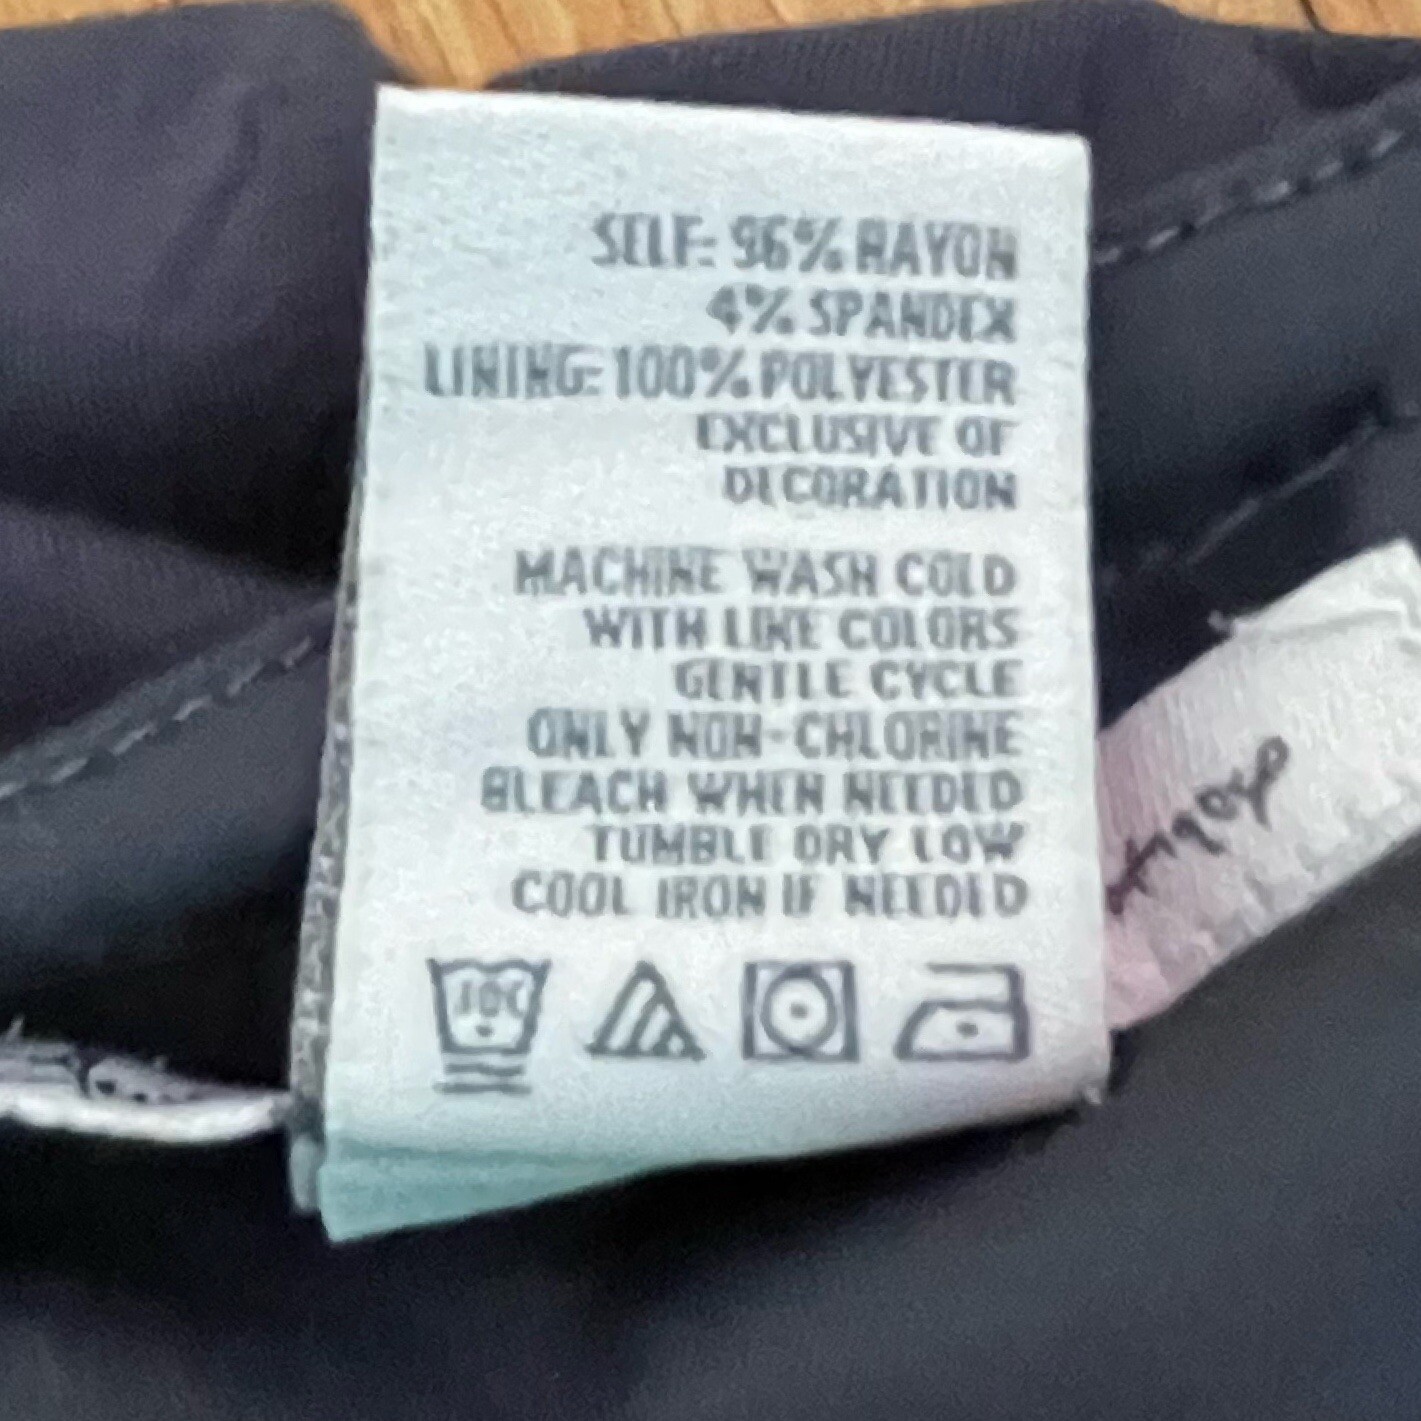 SELF: 96% RAYON
4% SPANDEX
LINING: 100% POLYESTER
EXCLUSIVE OF
DECORATION
MACHINE WASH COLD
WITH LIKE COLORS
GENTLE CYCLE
ONLY NON-CHLORINE
BLEACH WHEN NEEDED
TUMBLE DRY LOW
COOL IRON IF NEEDED